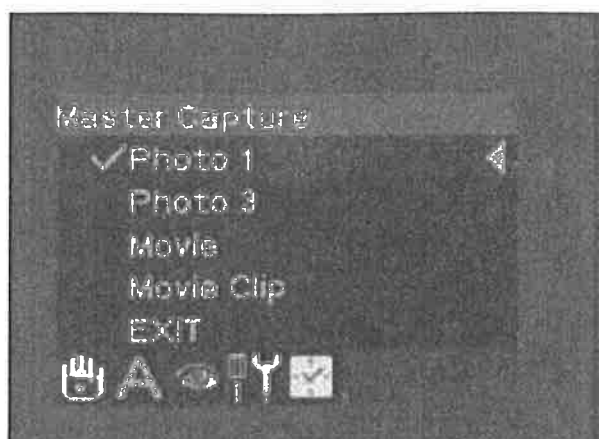 Master Capture
Photo 1
Photo 3
Movie
Movie Clip
EXIT
A